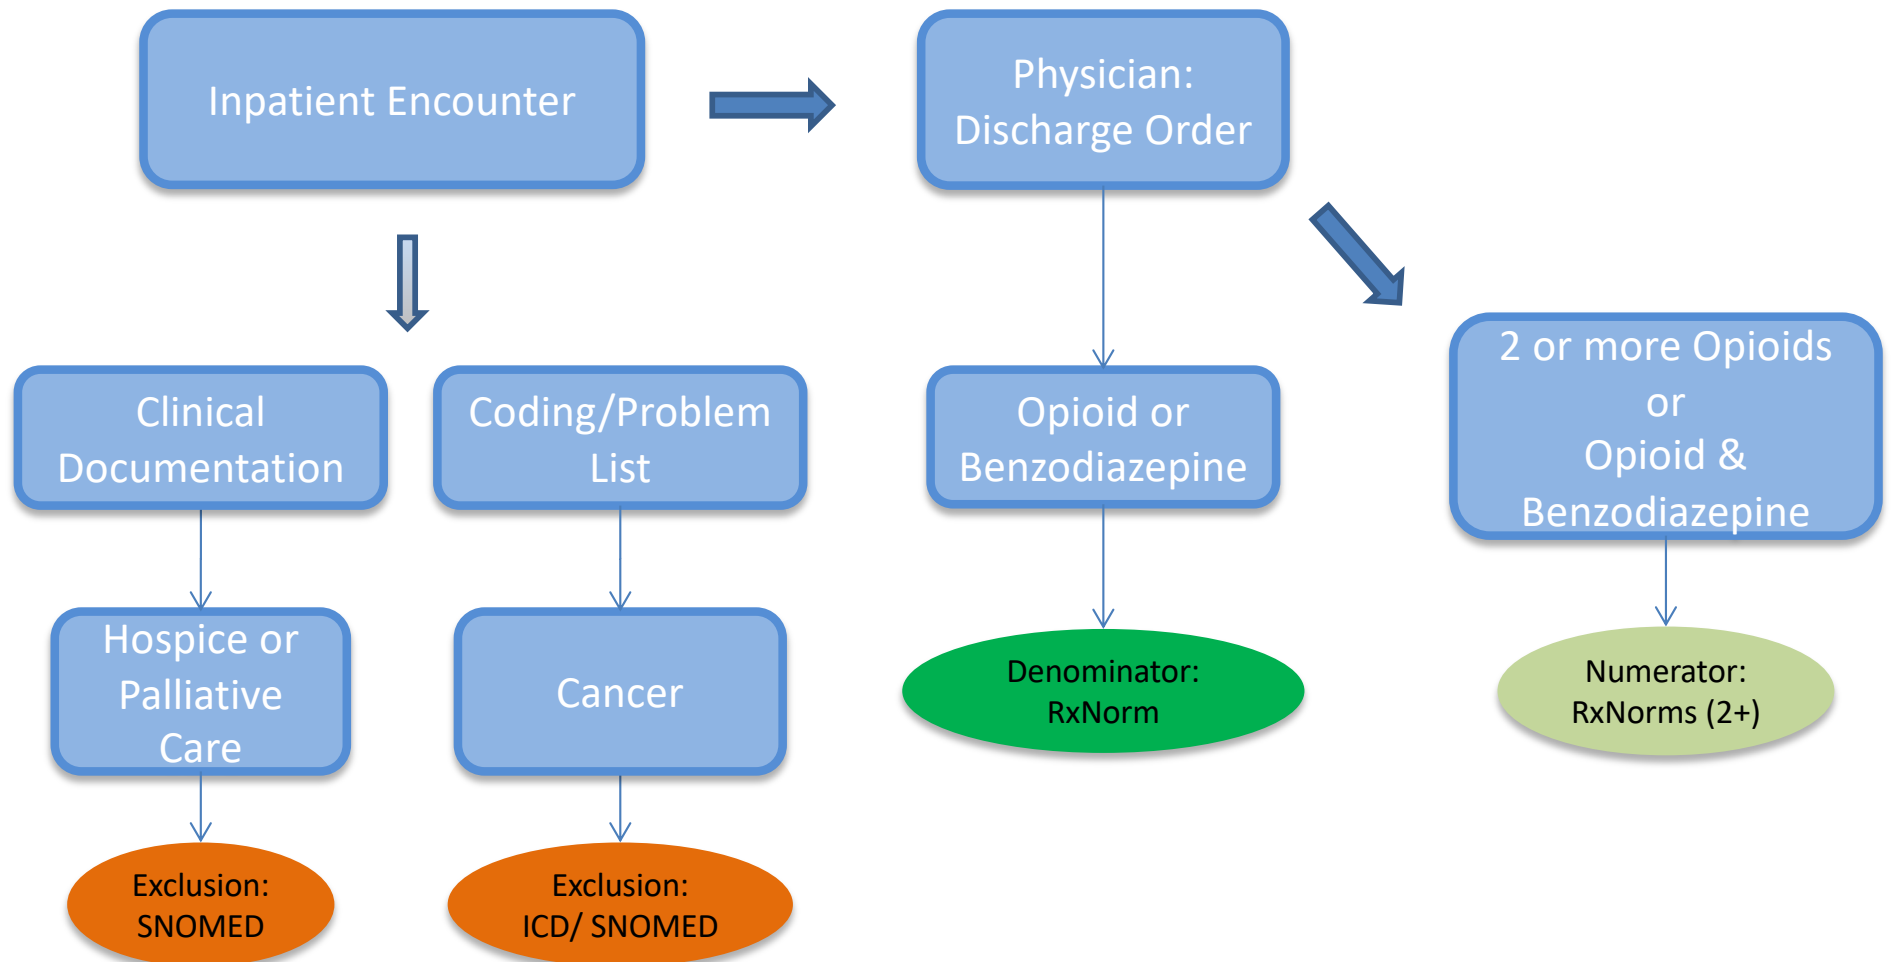 Inpatient Encounter
Physician:
Discharge Order
Clinical
Documentation
Coding/Problem
List
Opioid or
Benzodiazepine
2 or more Opioids
or
Opioid &
Benzodiazepine
Hospice or
Palliative
Care
Cancer
Denominator:
RxNorm
Numerator:
RxNorms (2+)
Exclusion:
SNOMED
Exclusion:
ICD/ SNOMED